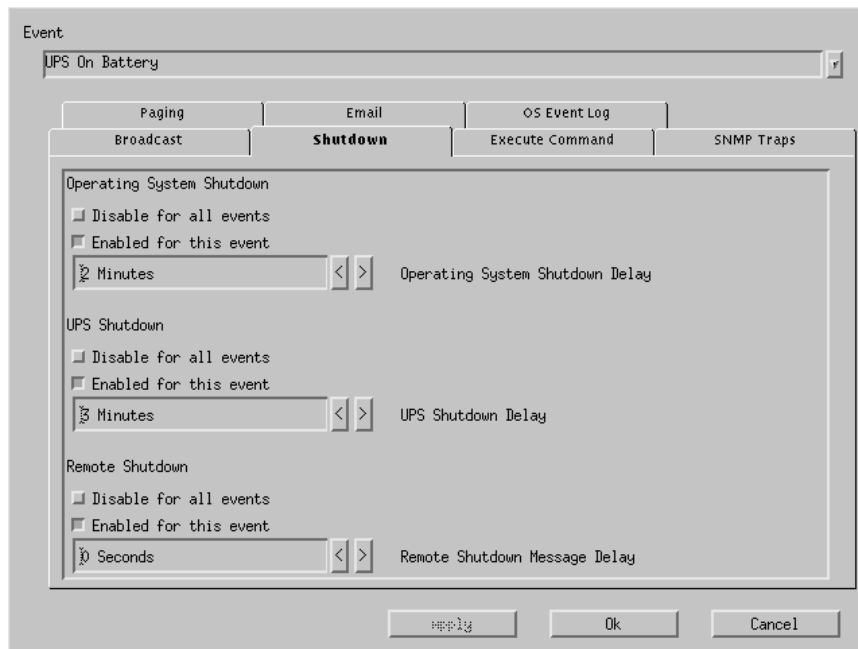 Event
UPS On Battery
Paging Email OS Event Log
Broadcast Shutdown Execute Command SNMP Traps
Operating System Shutdown
Disable for all events
Enabled for this event
2 Minutes < > Operating System Shutdown Delay
UPS Shutdown
Disable for all events
Enabled for this event
3 Minutes < > UPS Shutdown Delay
Remote Shutdown
Disable for all events
Enabled for this event
0 Seconds < > Remote Shutdown Message Delay
Apply Ok Cancel